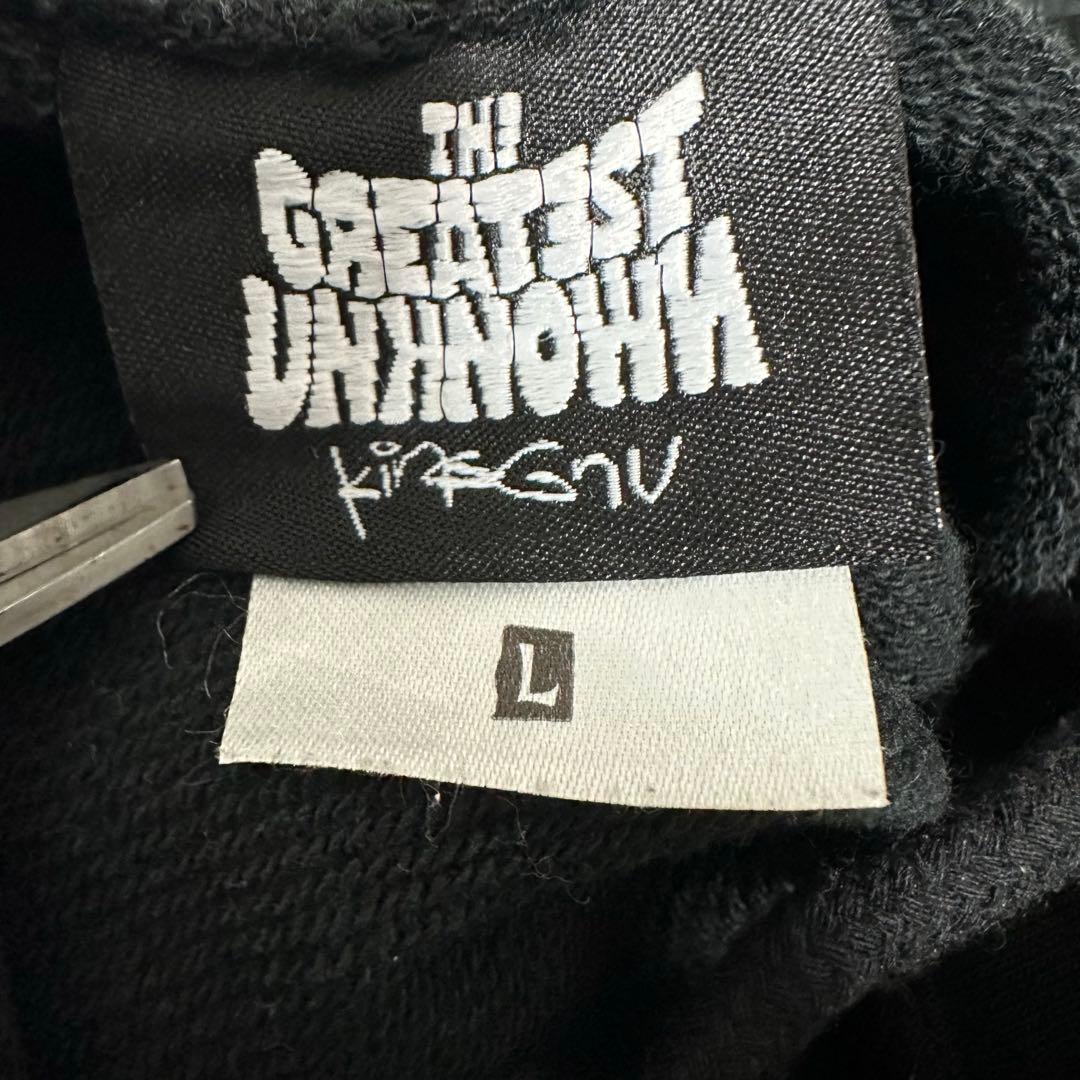 THE
GREATEST
UNKNOWN
King Gnu
L